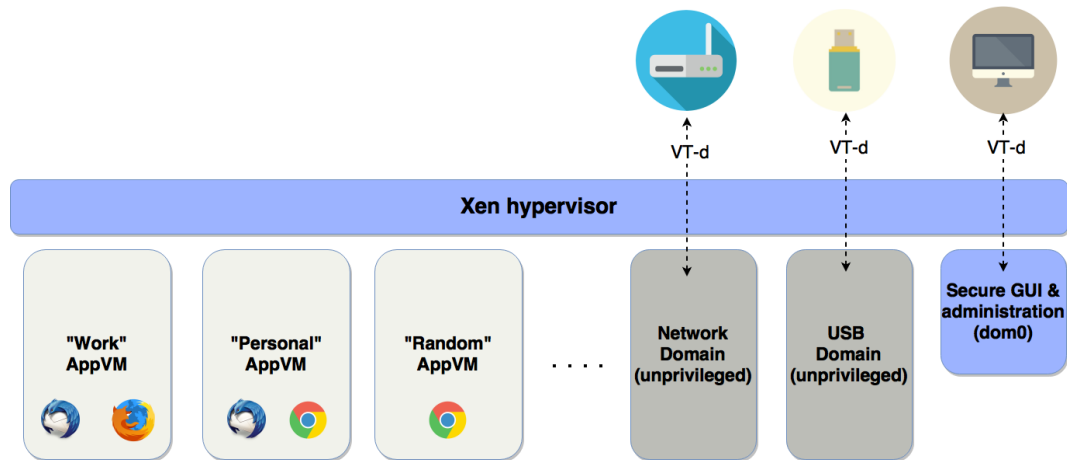 VT-d
VT-d
VT-d
Xen hypervisor
"Work"
AppVM
"Personal"
AppVM
"Random"
AppVM
. . . .
Network
Domain
(unprivileged)
USB
Domain
(unprivileged)
Secure GUI &
administration
(dom0)